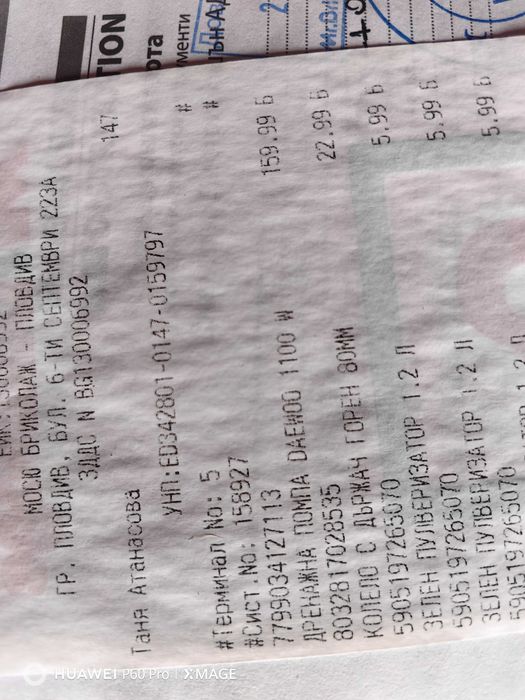 МОСЮ БРИКОЛАЖ - ПЛОВДИВ
ГР. ПЛОВДИВ, БУЛ. 6-ТИ СЕПТЕМВРИ 223А
ЗДДС N BG130006992
Таня Атанасова 147
УНП:ED342801-0147-0159797
#Терминал No: 5 #
#Сист.No: 158927 #
7799034127113
ДРЕНАЖНА ПОМПА DAEWOO 1100 W 159.99 Б
8032817028535
КОЛЕЛО С ДЪРЖАЧ ГОРЕН 80ММ 22.99 Б
5905197265070
ЗЕЛЕН ПУЛВЕРИЗАТОР 1.2 Л 5.99 Б
5905197265070
ЗЕЛЕН ПУЛВЕРИЗАТОР 1.2 Л 5.99 Б
5905197265070
5.99 Б
HUAWEI P60 Pro | XMAGE